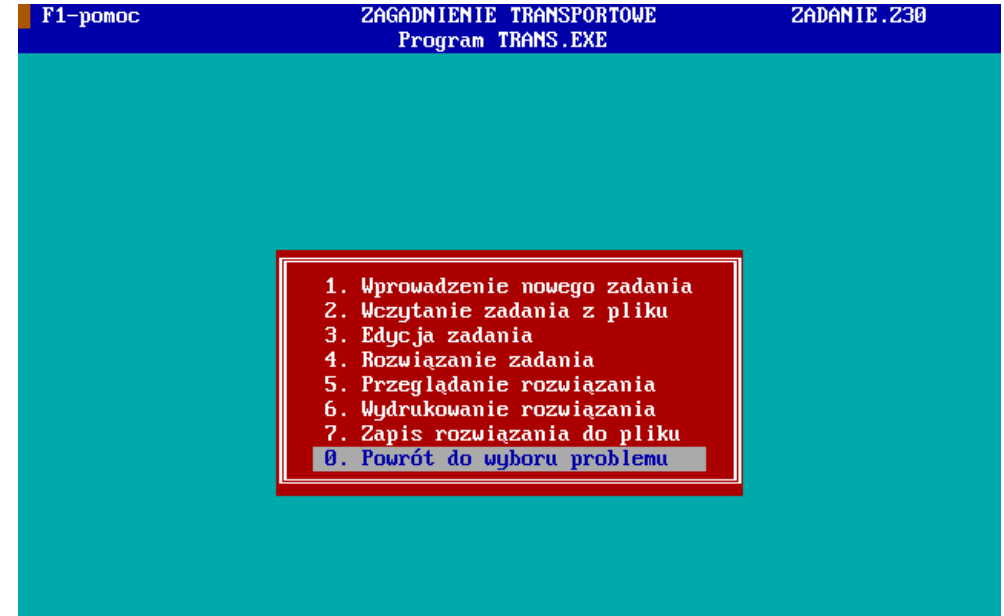 F1-pomoc ZAGADNIENIE TRANSPORTOWE ZADANIE.Z30
Program TRANS.EXE
1. Wprowadzenie nowego zadania
2. Wczytanie zadania z pliku
3. Edycja zadania
4. Rozwiązanie zadania
5. Przeglądanie rozwiązania
6. Wydrukowanie rozwiązania
7. Zapis rozwiązania do pliku
0. Powrót do wyboru problemu